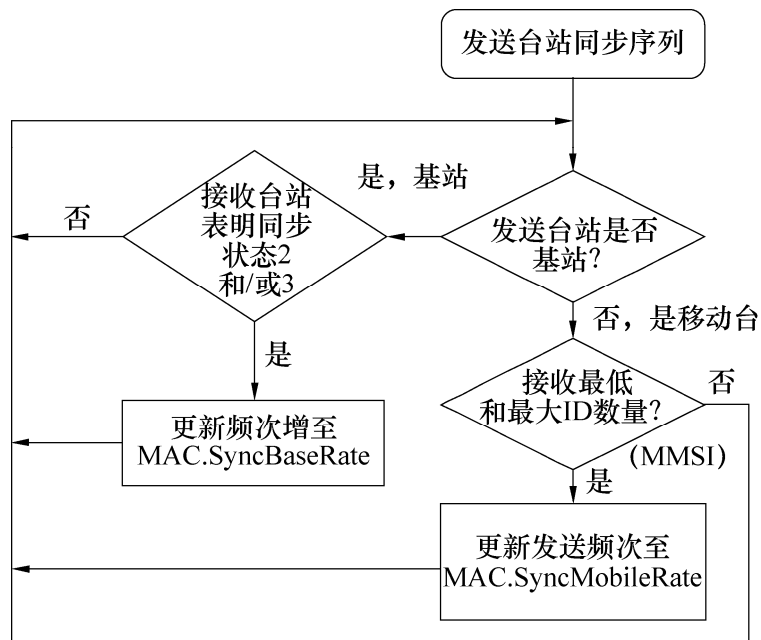 发送台站同步序列
是，基站
否
接收台站
表明同步
状态2
和/或3
发送台站是否
基站？
否，是移动台
是
接收最低
和最大ID数量？
否
（MMSI）
更新频次增至
MAC.SyncBaseRate
是
更新发送频次至
MAC.SyncMobileRate